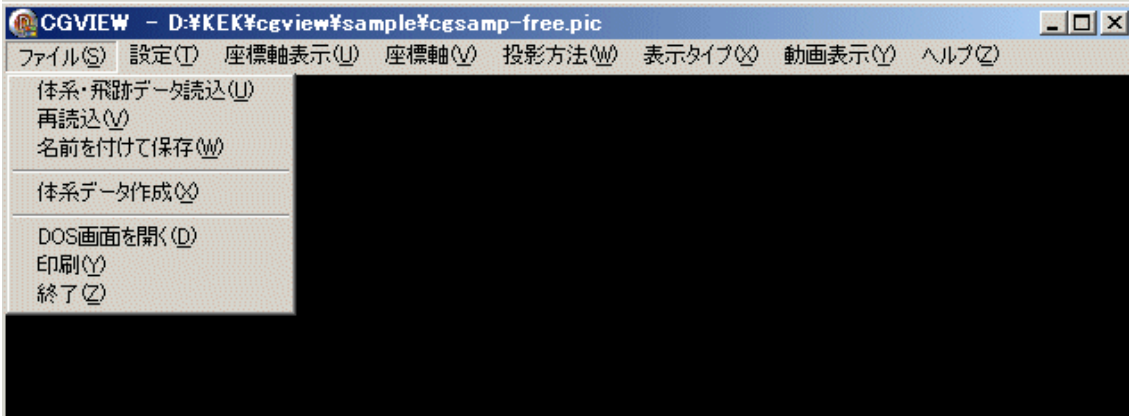 CGVIEW - D:¥KEK¥cgview¥sample¥cgsamp-free.pic
ファイル(S) 設定(T) 座標軸表示(U) 座標軸(V) 投影方法(W) 表示タイプ(X) 動画表示(Y) ヘルプ(Z)
体系・飛跡データ読込(U)
再読込(V)
名前を付けて保存(W)
体系データ作成(X)
DOS画面を開く(D)
印刷(Y)
終了(Z)